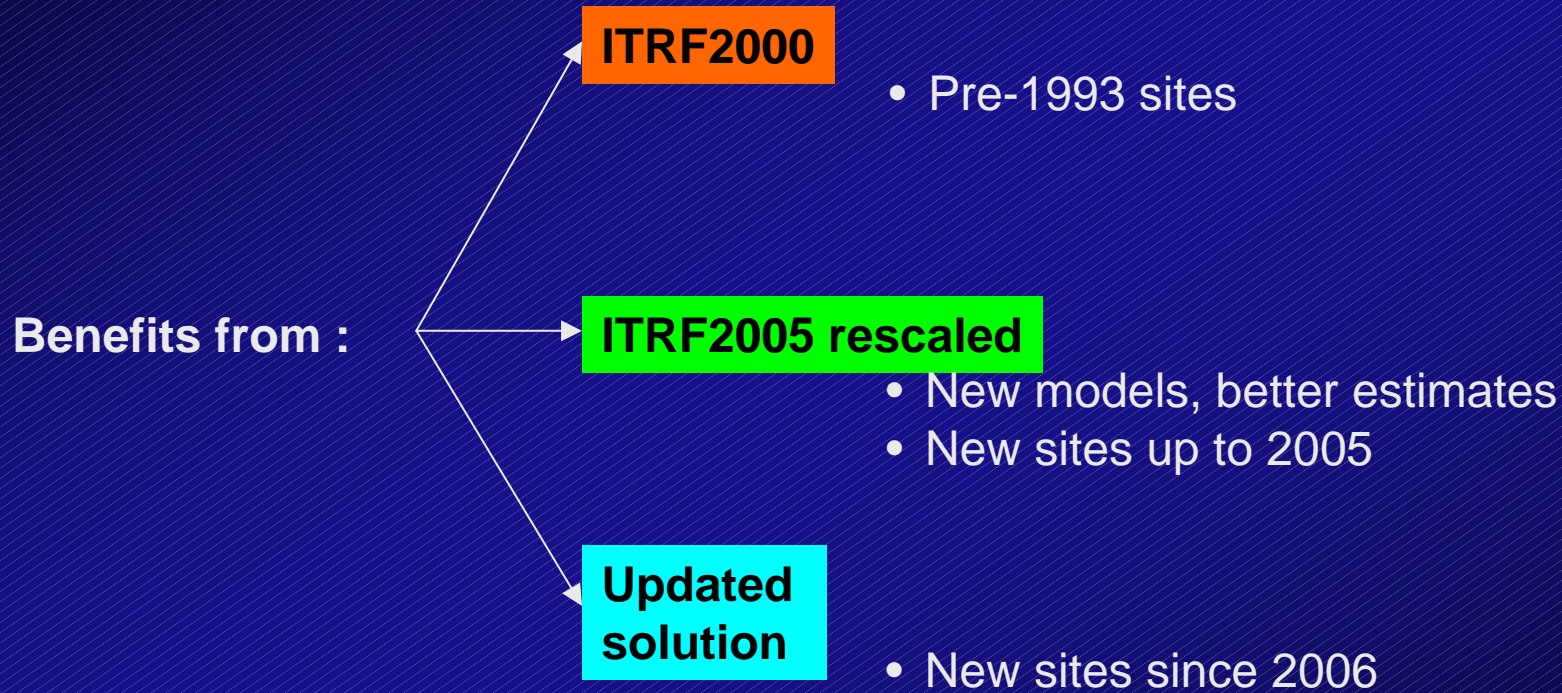 ITRF2000
• Pre-1993 sites
Benefits from :
ITRF2005 rescaled
• New models, better estimates
• New sites up to 2005
Updated
solution
• New sites since 2006